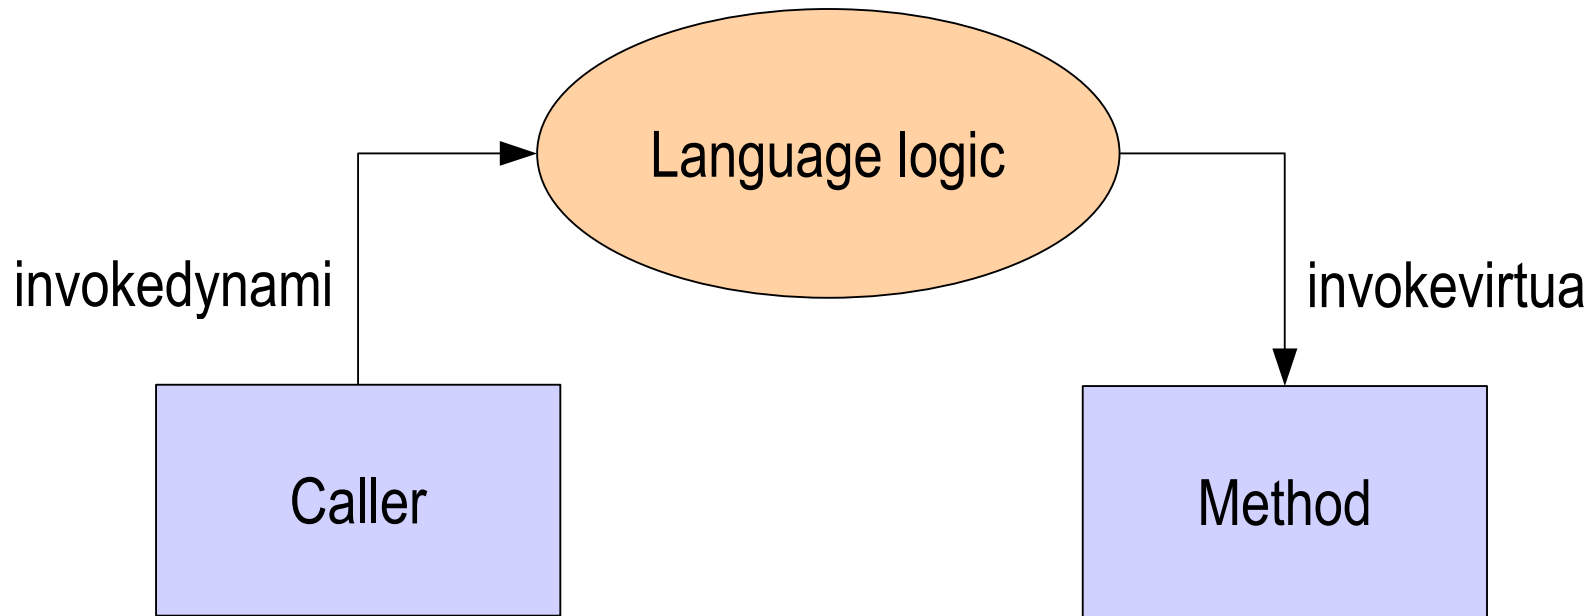 Language logic
invokedynami
invokevirtua
Caller
Method